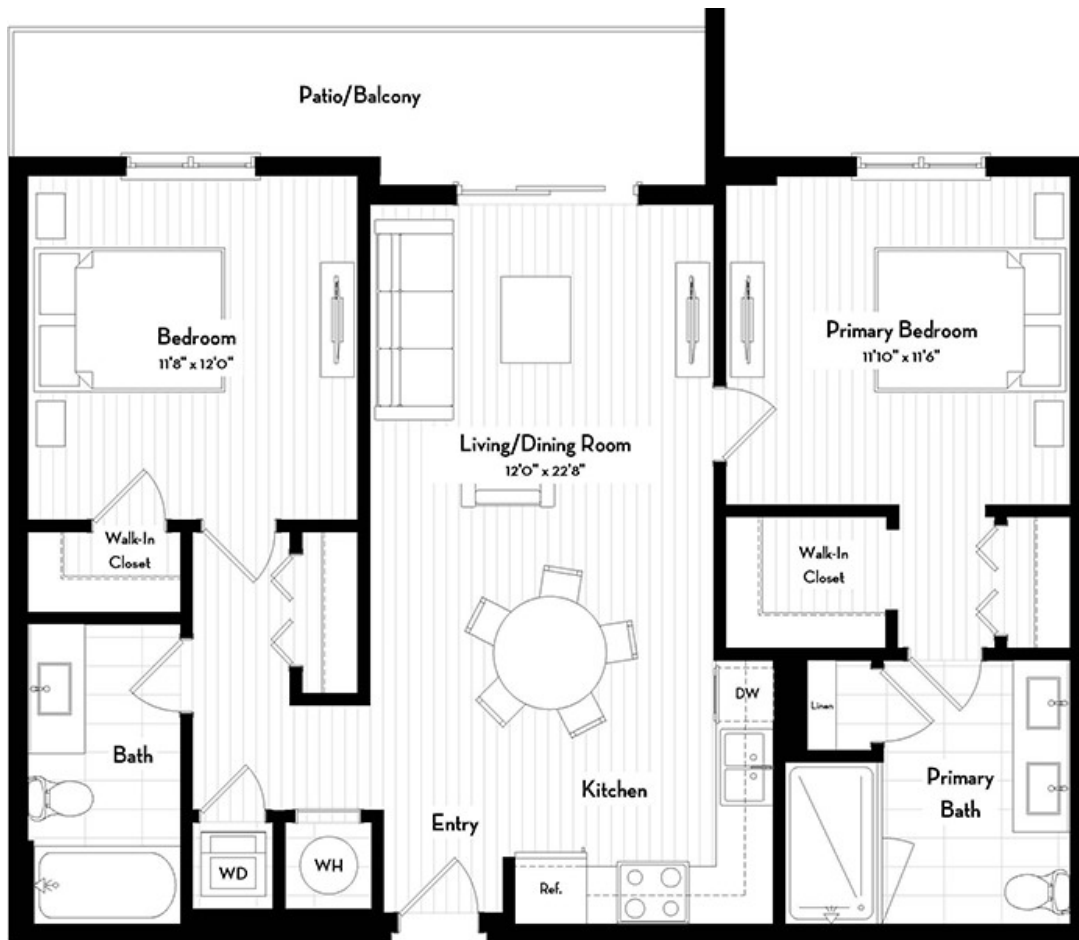 Patio/Balcony
Bedroom
11'8" x 12'0"
Primary Bedroom
11'10" x 11'6"
Living/Dining Room
12'0" x 22'8"
Walk-In
Closet
Walk-In
Closet
DW
Linen
Bath
Kitchen
Primary
Bath
Entry
WD
WH
Ref.